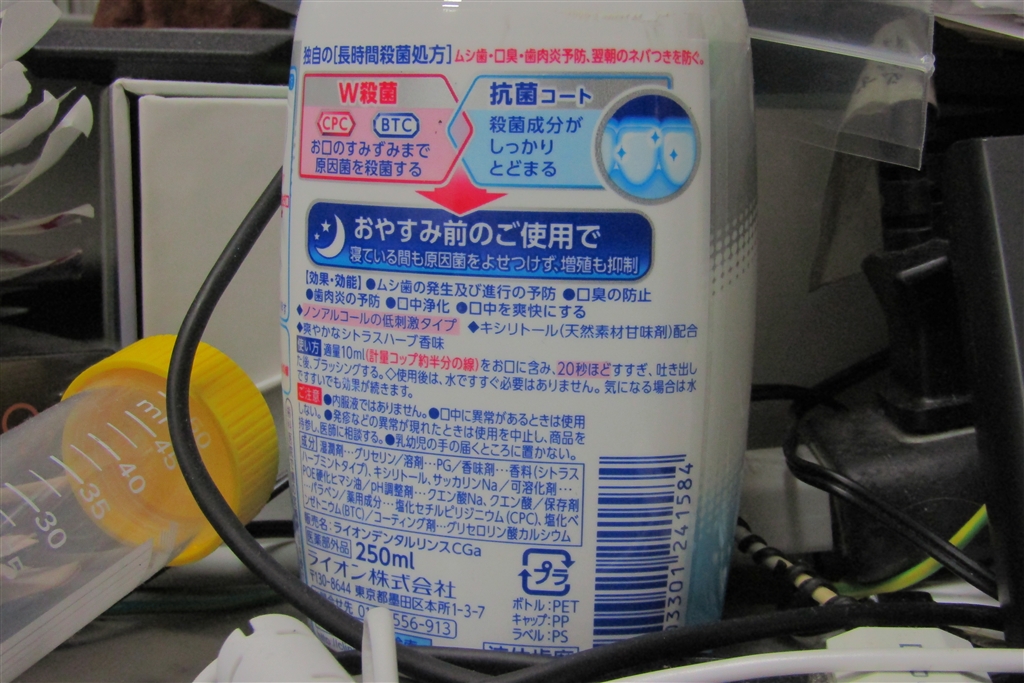 独自の[長時間殺菌処方]ムシ歯・口臭・歯肉炎予防、翌朝のネバつきを防ぐ。
W殺菌
CPC BTC
お口のすみずみまで
原因菌を殺菌する
抗菌コート
殺菌成分が
しっかり
とどまる
おやすみ前のご使用で
寝ている間も原因菌をよせつけず、増殖も抑制
【効果・効能】●ムシ歯の発生及び進行の予防 ●口臭の防止
●歯肉炎の予防 ●口中浄化 ●口中を爽快にする
◆ノンアルコールの低刺激タイプ ◆キシリトール(天然素材甘味剤)配合
◆爽やかなシトラスハーブ香味
使い方 適量10ml(計量コップ約半分の線)をお口に含み、20秒ほどすすぎ、吐き出し
た後、ブラッシングする。◇使用後は、水ですすぐ必要はありません。気になる場合は水
ですすいでも効果が続きます。
ご注意 ●内服液ではありません。●口中に異常があるときは使用
しない。●発疹などの異常が現れたときは使用を中止し、商品を
持参し、医師に相談する。●乳幼児の手の届くところに置かない。
成分 湿潤剤…グリセリン/溶剤…PG/香味剤…香料(シトラス
ハーブミントタイプ)、キシリトール、サッカリンNa/可溶化剤…
POE硬化ヒマシ油/pH調整剤…クエン酸Na、クエン酸/保存剤
…パラベン/薬用成分…塩化セチルピリジニウム(CPC)、塩化ベ
ンゼトニウム(BTC)/コーティング剤…グリセロリン酸カルシウム
販売名:ライオンデンタルリンスCGa
医薬部外品 250ml
ライオン株式会社
〒130-8644 東京都墨田区本所1-3-7
556-913
プラ
ボトル:PET
キャップ:PP
ラベル:PS
03301 241584
ml
60
45
40
35
30